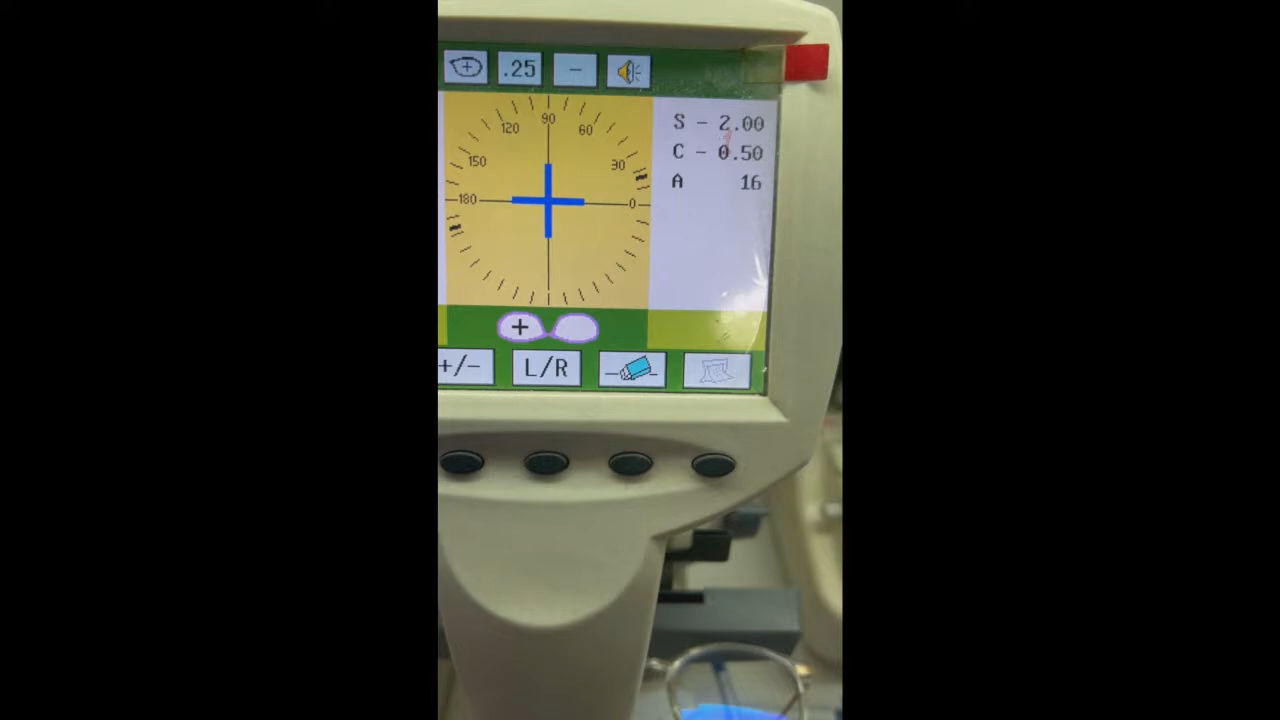 .25 -
90
120 60
150 30
180 0
S - 2.00
C - 0.50
A 16
+
+/- L/R